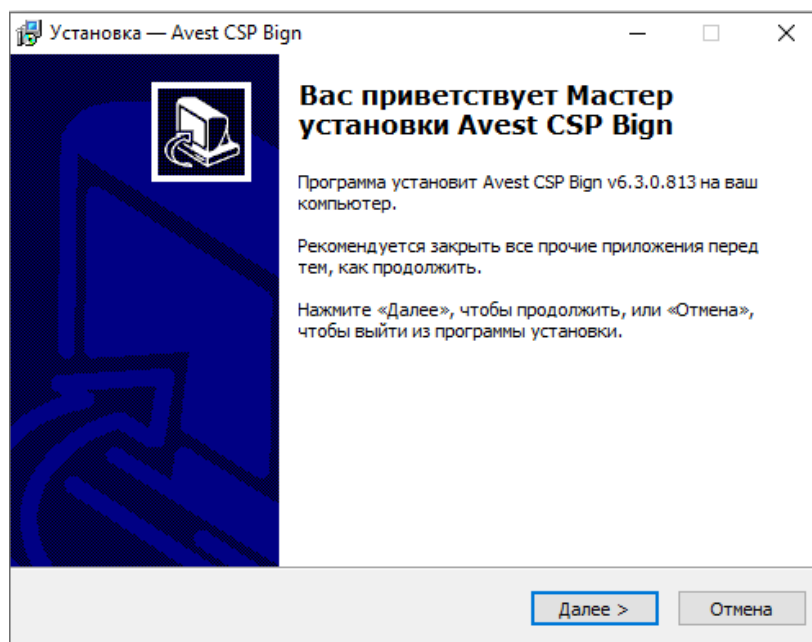 Установка — Avest CSP Bign
Вас приветствует Мастер
установки Avest CSP Bign
Программа установит Avest CSP Bign v6.3.0.813 на ваш
компьютер.
Рекомендуется закрыть все прочие приложения перед
тем, как продолжить.
Нажмите «Далее», чтобы продолжить, или «Отмена»,
чтобы выйти из программы установки.
Далее >
Отмена